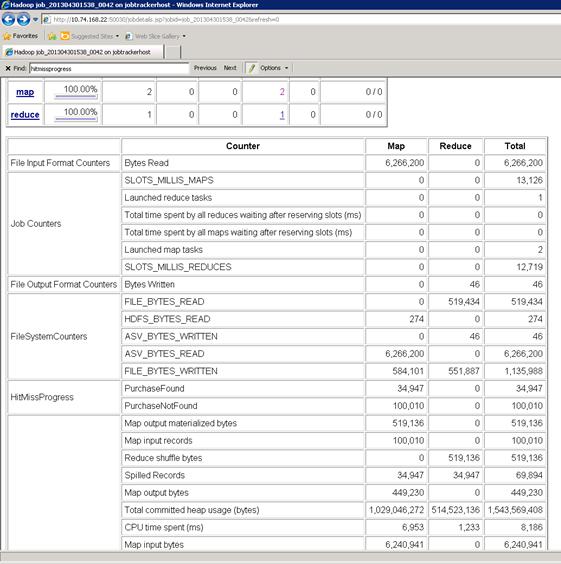 Hadoop job_201304301538_0042 on jobtrackerhost - Windows Internet Explorer
http://10.74.168.22:50030/jobdetails.jsp?jobid=job_201304301538_0042&refresh=0
Favorites Suggested Sites Web Slice Gallery
Hadoop job_201304301538_0042 on jobtrackerhost
Find: hitmissprogress Previous Next Options
map 100.00% 2 0 0 2 0 0 / 0
reduce 100.00% 1 0 0 1 0 0 / 0
Counter Map Reduce Total
File Input Format Counters Bytes Read 6,266,200 0 6,266,200
SLOTS_MILLIS_MAPS 0 0 13,126
Launched reduce tasks 0 0 1
Total time spent by all reduces waiting after reserving slots (ms) 0 0 0
Job Counters
Total time spent by all maps waiting after reserving slots (ms) 0 0 0
Launched map tasks 0 0 2
SLOTS_MILLIS_REDUCES 0 0 12,719
File Output Format Counters Bytes Written 0 46 46
FILE_BYTES_READ 0 519,434 519,434
HDFS_BYTES_READ 274 0 274
FileSystemCounters ASV_BYTES_WRITTEN 0 46 46
ASV_BYTES_READ 6,266,200 0 6,266,200
FILE_BYTES_WRITTEN 584,101 551,887 1,135,988
HitMissProgress
PurchaseFound 34,947 0 34,947
PurchaseNotFound 100,010 0 100,010
Map output materialized bytes 519,136 0 519,136
Map input records 100,010 0 100,010
Reduce shuffle bytes 0 519,136 519,136
Spilled Records 34,947 34,947 69,894
Map output bytes 449,230 0 449,230
Total committed heap usage (bytes) 1,029,046,272 514,523,136 1,543,569,408
CPU time spent (ms) 6,953 1,233 8,186
Map input bytes 6,240,941 0 6,240,941